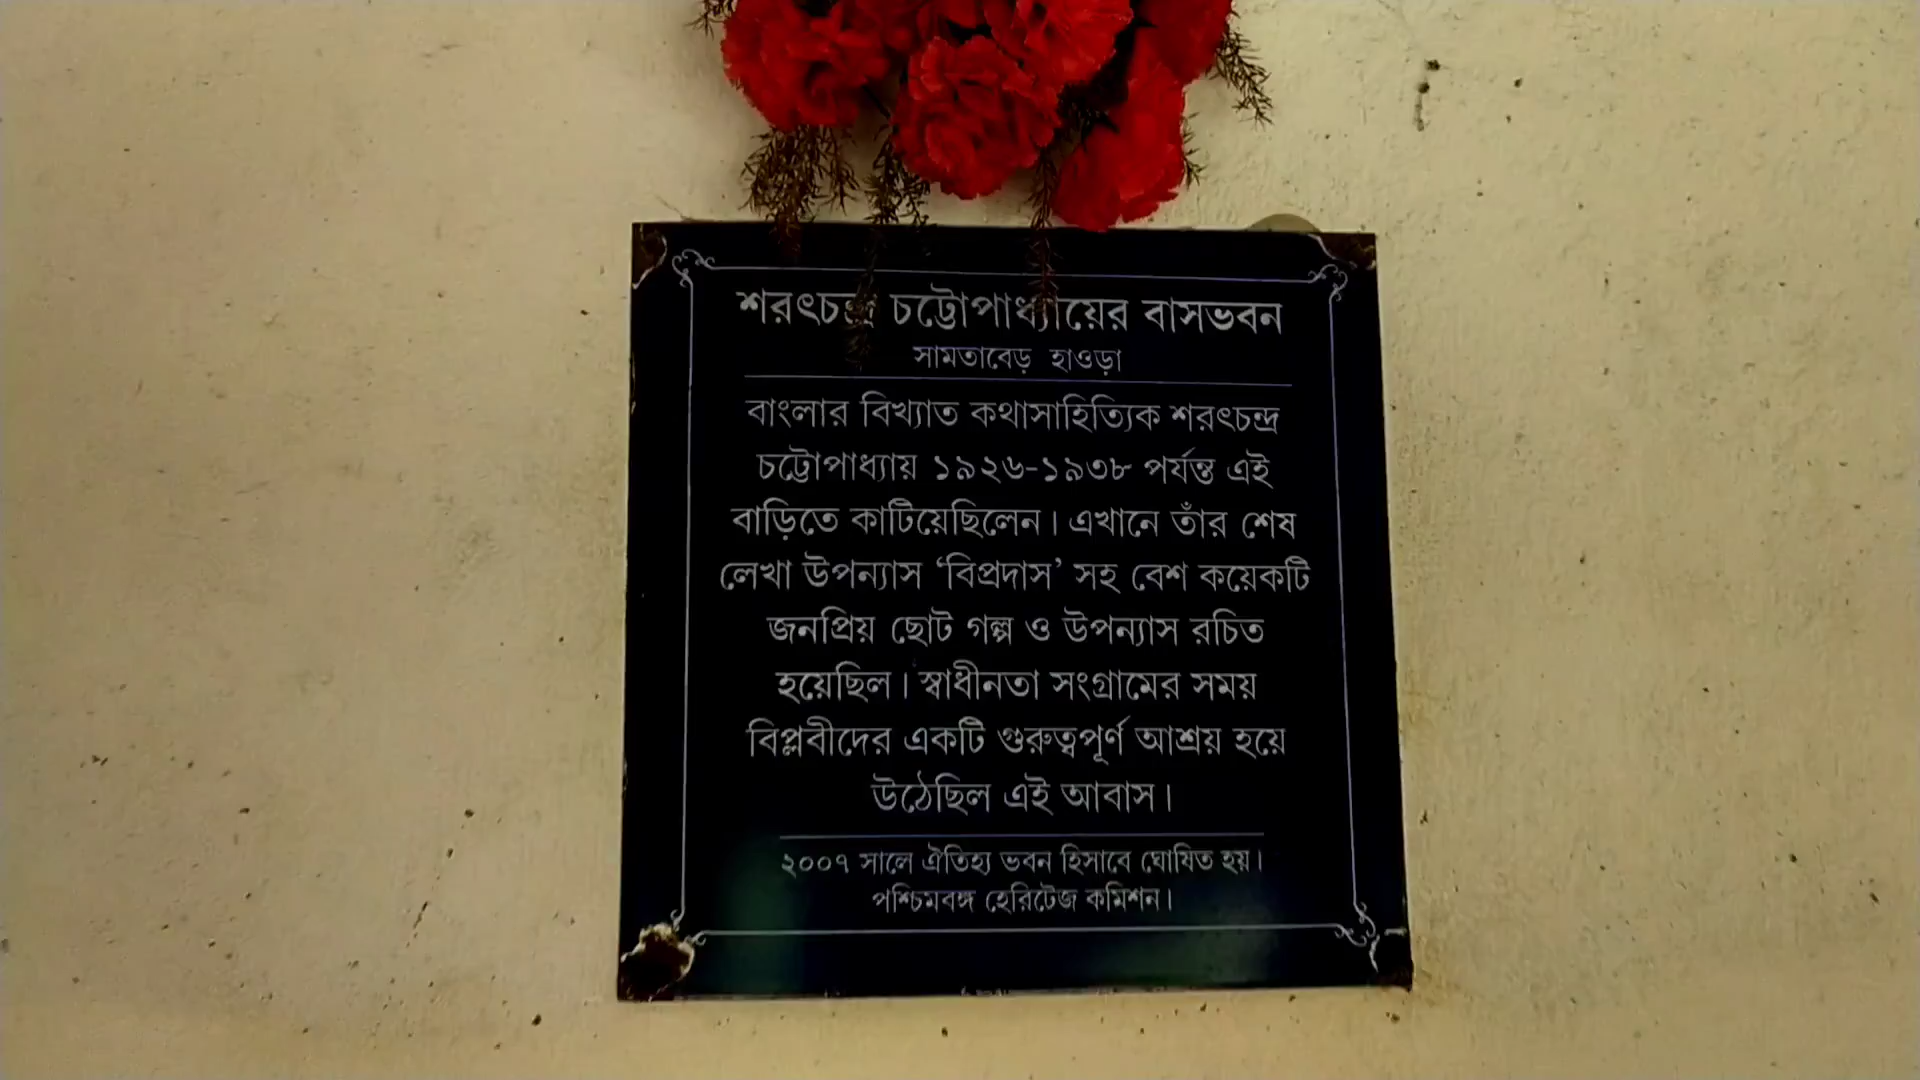 শরৎচন্দ্র চট্টোপাধ্যায়ের বাসভবন
সামতাবেড় হাওড়া
বাংলার বিখ্যাত কথাসাহিত্যিক শরৎচন্দ্র
চট্টোপাধ্যায় ১৯২৬-১৯৩৮ পর্যন্ত এই
বাড়িতে কাটিয়েছিলেন। এখানে তাঁর শেষ
লেখা উপন্যাস ‘বিপ্রদাস’ সহ বেশ কয়েকটি
জনপ্রিয় ছোট গল্প ও উপন্যাস রচিত
হয়েছিল। স্বাধীনতা সংগ্রামের সময়
বিপ্লবীদের একটি গুরুত্বপূর্ণ আশ্রয় হয়ে
উঠেছিল এই আবাস।
২০০৭ সালে ঐতিহ্য ভবন হিসাবে ঘোষিত হয়।
পশ্চিমবঙ্গ হেরিটেজ কমিশন।